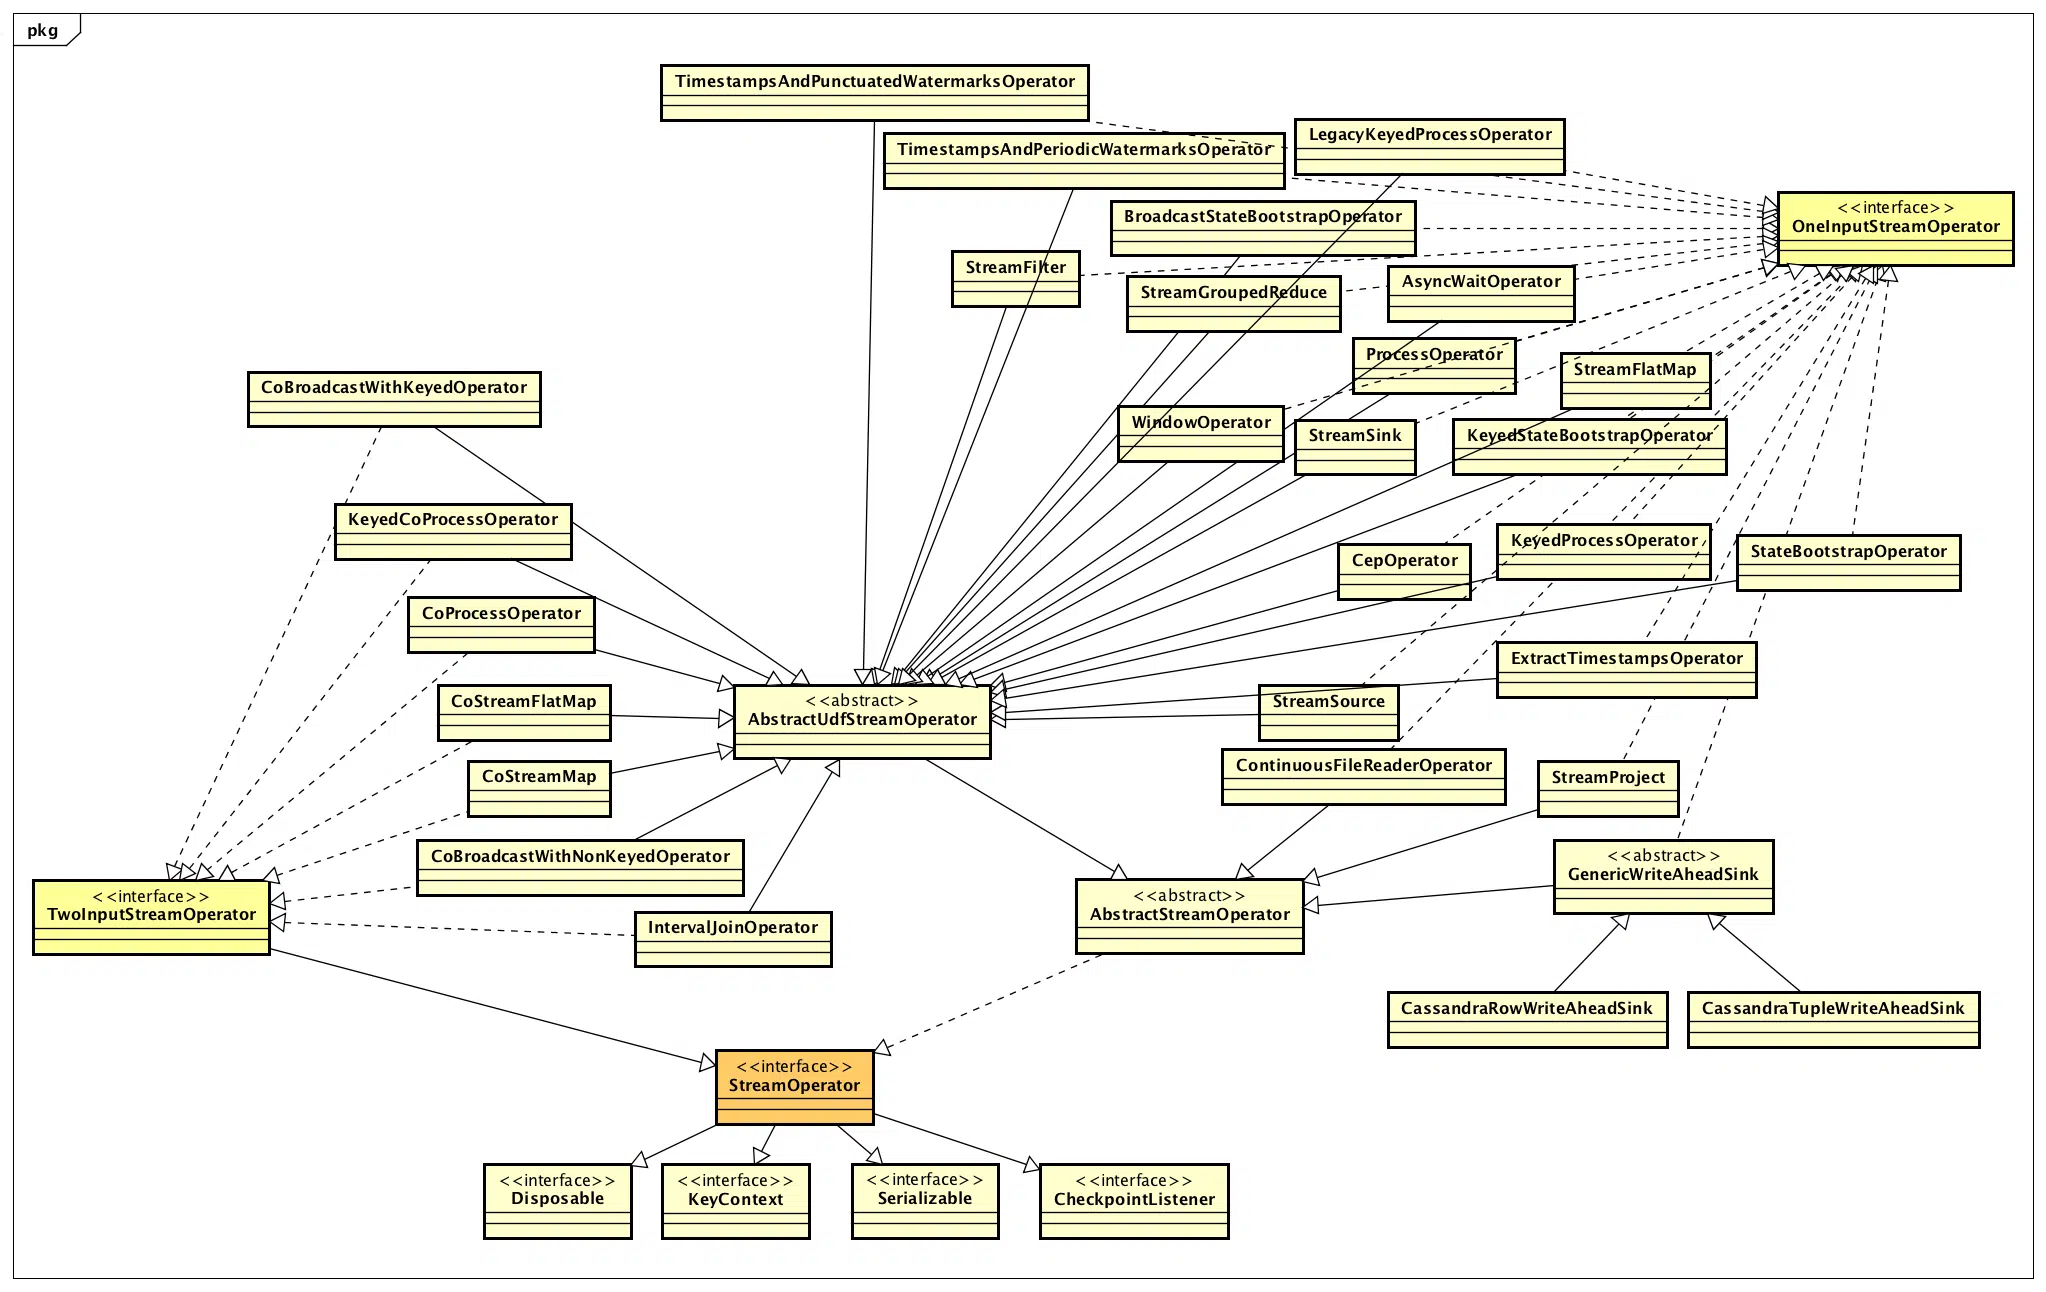 pkg
TimestampsAndPunctuatedWatermarksOperator
LegacyKeyedProcessOperator
TimestampsAndPeriodicWatermarksOperator
<<interface>>
OneInputStreamOperator
BroadcastStateBootstrapOperator
StreamFilter
AsyncWaitOperator
StreamGroupedReduce
ProcessOperator
StreamFlatMap
CoBroadcastWithKeyedOperator
WindowOperator
StreamSink
KeyedStateBootstrapOperator
KeyedCoProcessOperator
KeyedProcessOperator
StateBootstrapOperator
CepOperator
CoProcessOperator
ExtractTimestampsOperator
CoStreamFlatMap
<<abstract>>
AbstractUdfStreamOperator
StreamSource
ContinuousFileReaderOperator
CoStreamMap
StreamProject
CoBroadcastWithNonKeyedOperator
<<abstract>>
GenericWriteAheadSink
<<interface>>
TwoInputStreamOperator
<<abstract>>
AbstractStreamOperator
IntervalJoinOperator
CassandraRowWriteAheadSink
CassandraTupleWriteAheadSink
<<interface>>
StreamOperator
<<interface>>
Disposable
<<interface>>
KeyContext
<<interface>>
Serializable
<<interface>>
CheckpointListener